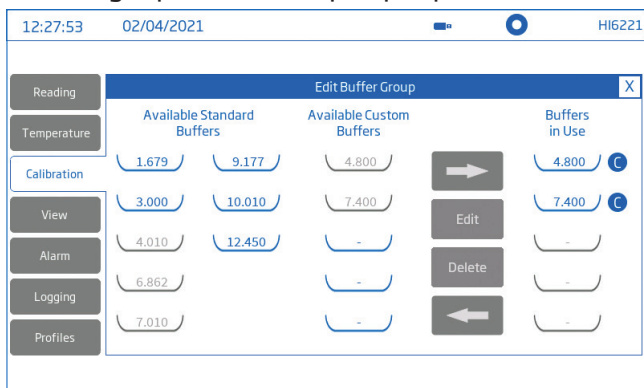 12:27:53 02/04/2021 HI6221
Reading
Temperature
Calibration
View
Alarm
Logging
Profiles
Edit Buffer Group X
Available Standard Buffers
Available Custom Buffers
Buffers in Use
1.679 9.177 4.800 4.800 C
3.000 10.010 7.400 Edit 7.400 C
4.010 12.450 - -
6.862 - Delete -
7.010 - -